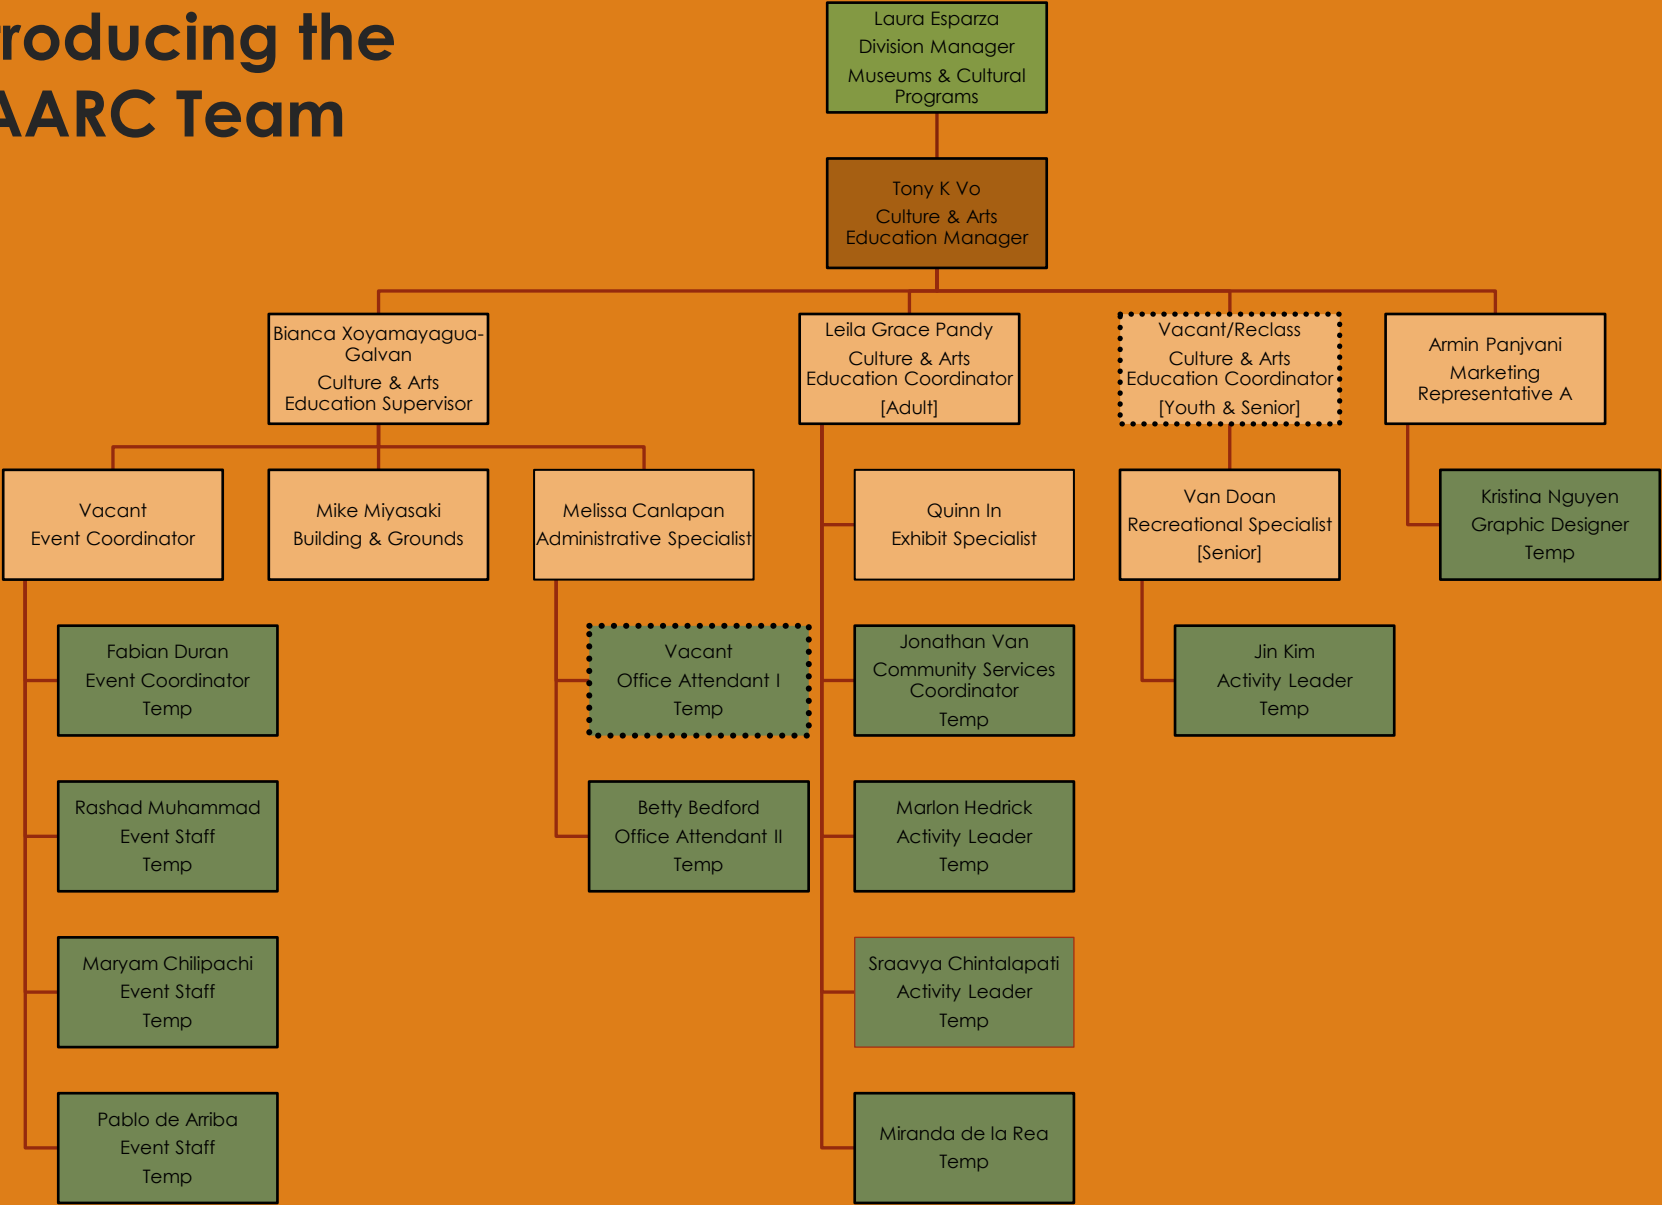 troducing the
AARC Team
Laura Esparza
Division Manager
Museums & Cultural
Programs
Tony K Vo
Culture & Arts
Education Manager
Bianca Xoyamayagua-
Galvan
Culture & Arts
Education Supervisor
Leila Grace Pandy
Culture & Arts
Education Coordinator
[Adult]
Vacant/Reclass
Culture & Arts
Education Coordinator
[Youth & Senior]
Armin Panjvani
Marketing
Representative A
Vacant
Event Coordinator
Mike Miyasaki
Building & Grounds
Melissa Canlapan
Administrative Specialist
Quinn In
Exhibit Specialist
Van Doan
Recreational Specialist
[Senior]
Kristina Nguyen
Graphic Designer
Temp
Fabian Duran
Event Coordinator
Temp
Vacant
Office Attendant I
Temp
Jonathan Van
Community Services
Coordinator
Temp
Jin Kim
Activity Leader
Temp
Rashad Muhammad
Event Staff
Temp
Betty Bedford
Office Attendant II
Temp
Marlon Hedrick
Activity Leader
Temp
Maryam Chilipachi
Event Staff
Temp
Sraavya Chintalapati
Activity Leader
Temp
Pablo de Arriba
Event Staff
Temp
Miranda de la Rea
Temp